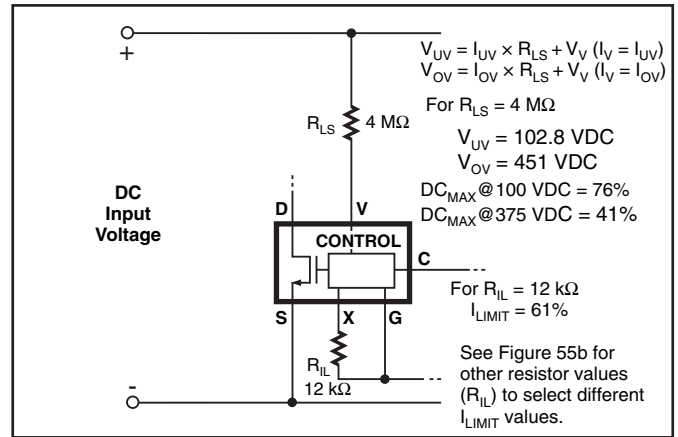 +
V_UV = I_UV × R_LS + V_V (I_V = I_UV)
V_OV = I_OV × R_LS + V_V (I_V = I_OV)
For R_LS = 4 MΩ
R_LS
4 MΩ
V_UV = 102.8 VDC
V_OV = 451 VDC
DC_MAX@100 VDC = 76%
DC_MAX@375 VDC = 41%
DC
Input
Voltage
D
V
CONTROL
C
For R_IL = 12 kΩ
I_LIMIT = 61%
S
X
G
R_IL
12 kΩ
See Figure 55b for
other resistor values
(R_IL) to select different
I_LIMIT values.
-